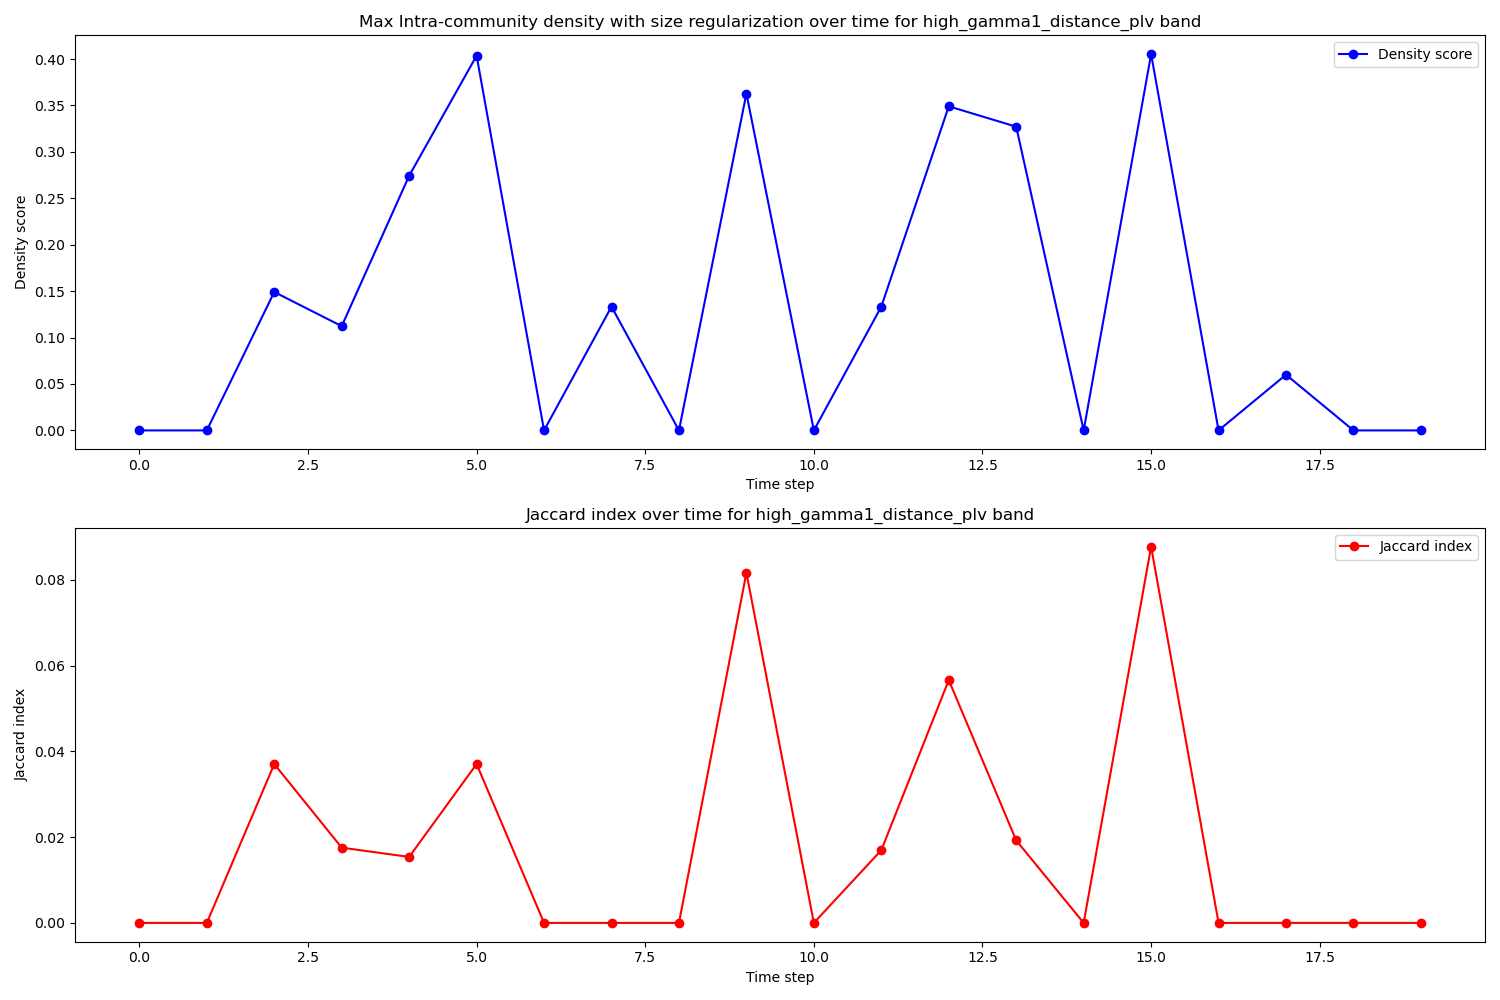 Max Intra-community density with size regularization over time for high_gamma1_distance_plv band
Density score
0.40
0.35
0.30
0.25
0.20
0.15
0.10
0.05
0.00
Density score
0.0 2.5 5.0 7.5 10.0 12.5 15.0 17.5
Time step
Jaccard index over time for high_gamma1_distance_plv band
Jaccard index
0.08
0.06
0.04
0.02
0.00
Jaccard index
0.0 2.5 5.0 7.5 10.0 12.5 15.0 17.5
Time step